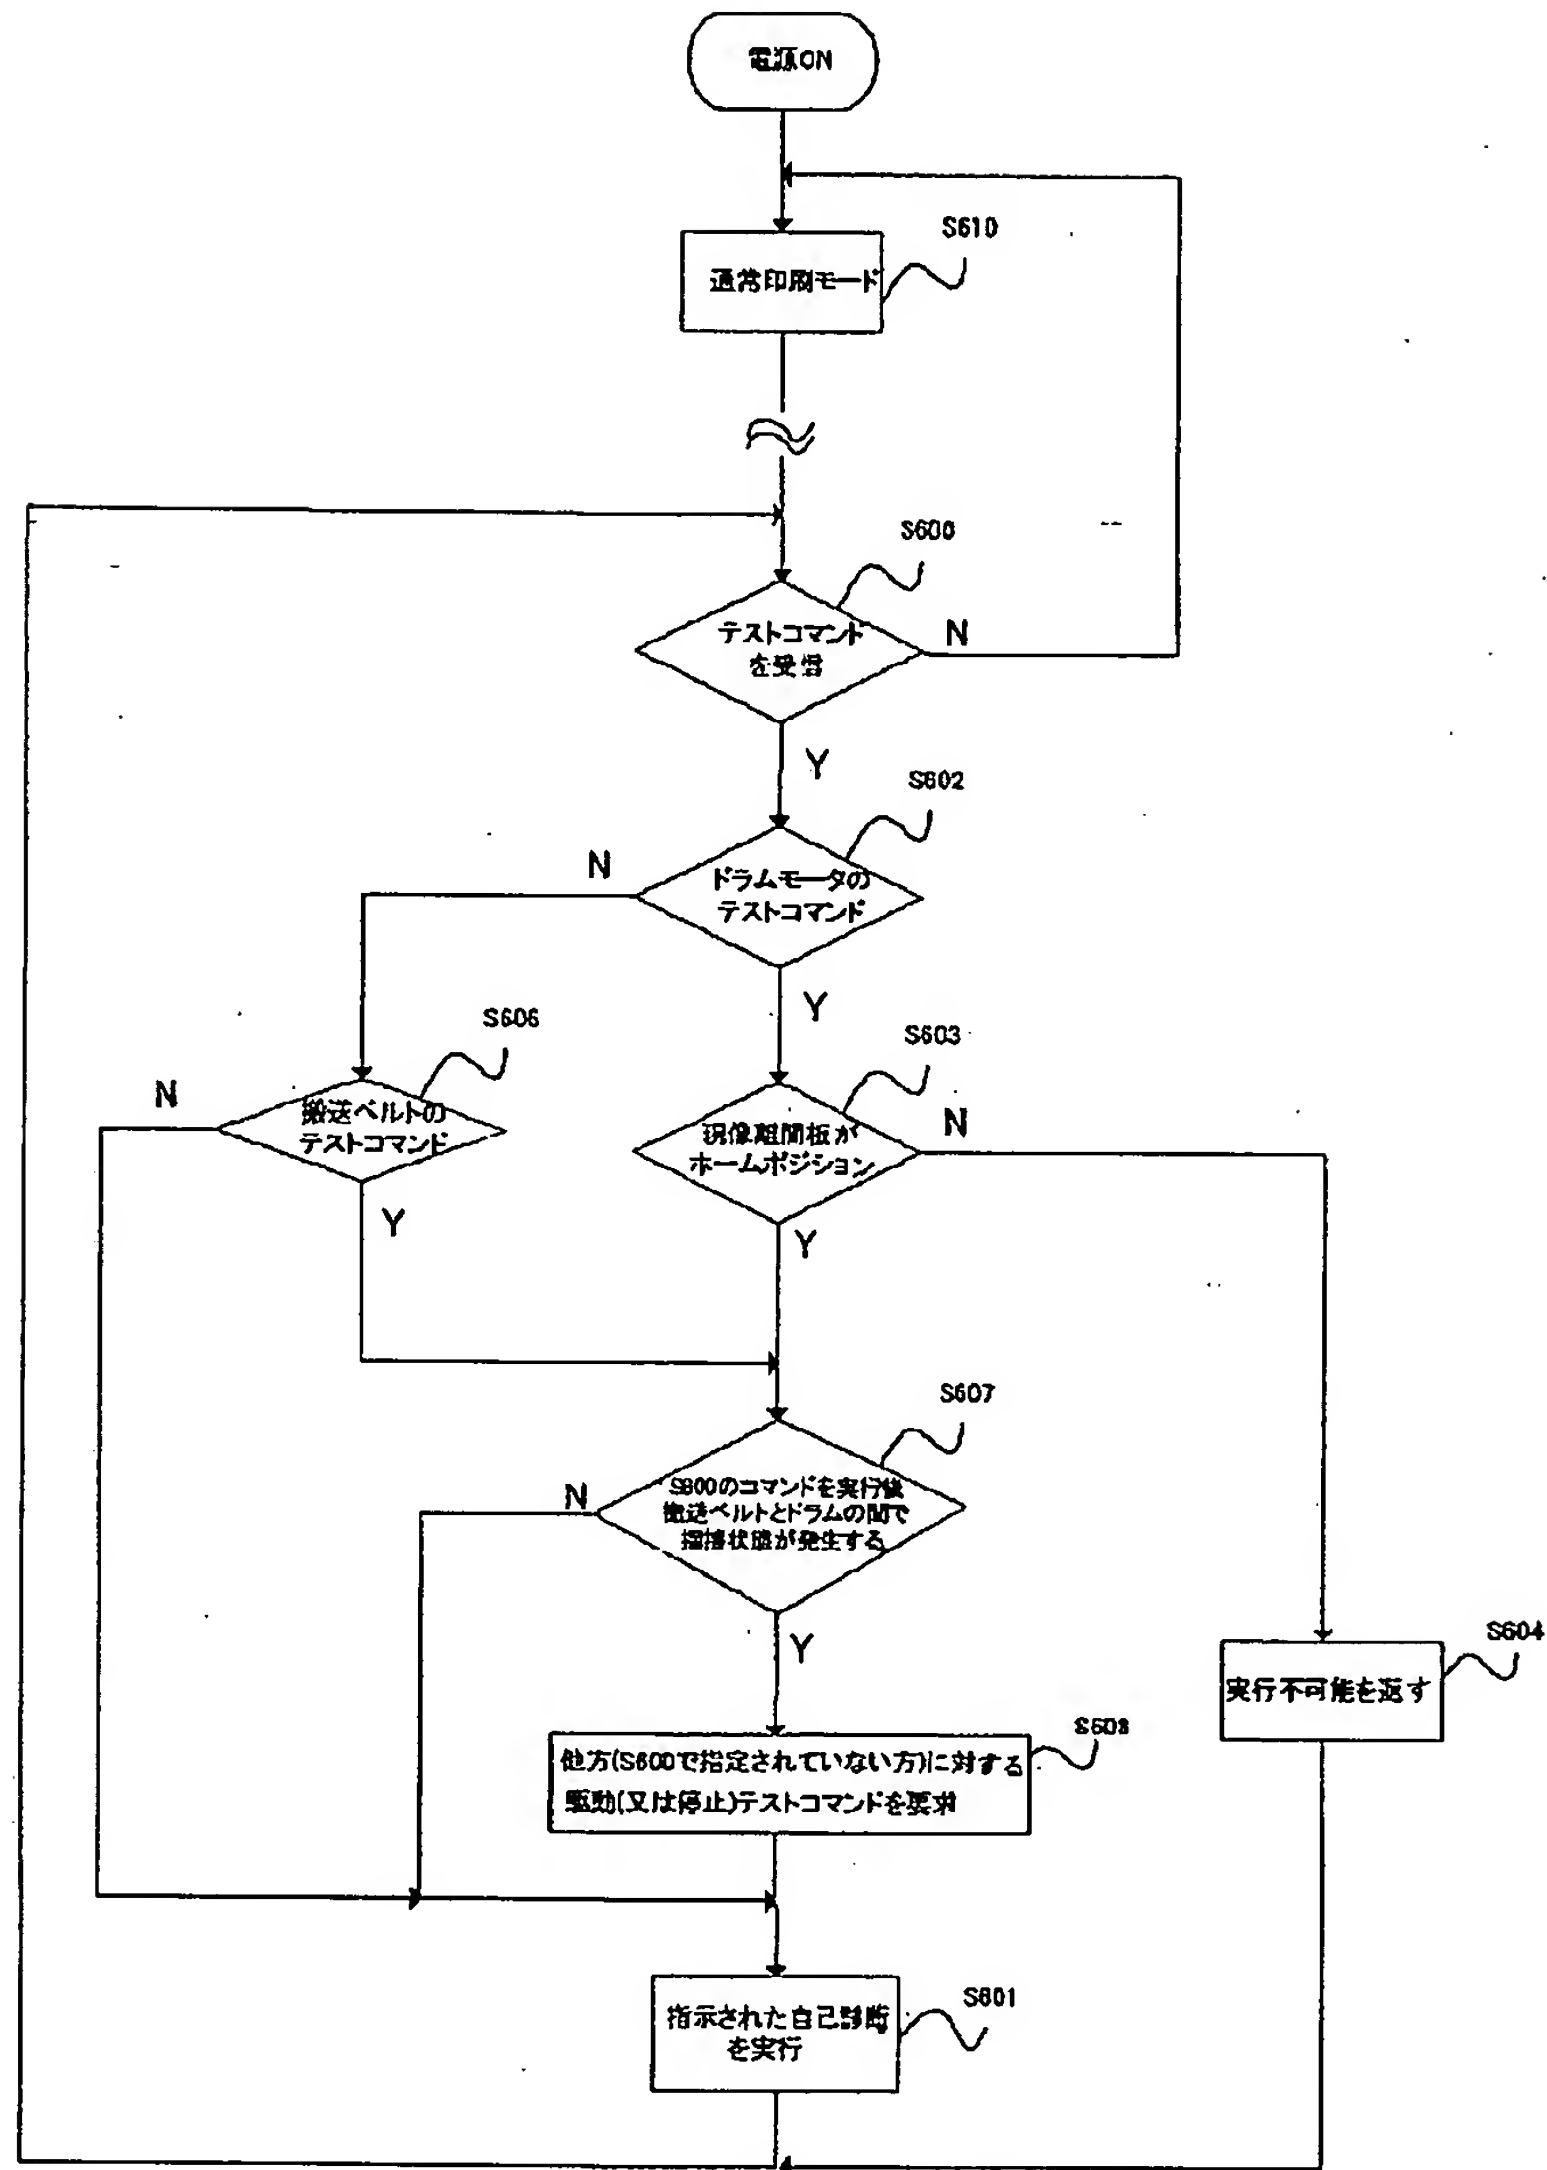 電源ON
S610
通常印刷モード
S600
テストコマンド
を受信
N
Y
S602
ドラムモータの
テストコマンド
N
Y
S606
搬送ベルトの
テストコマンド
N
Y
S603
現像離間板が
ホームポジション
N
Y
S607
S600のコマンドを実行後
搬送ベルトとドラムの間で
摺接状態が発生する
N
Y
S604
実行不可能を返す
S608
他方(S600で指定されていない方)に対する
駆動(又は停止)テストコマンドを要求
S601
指示された自己診断
を実行